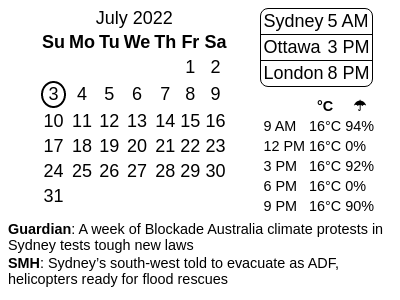 July 2022
Su Mo Tu We Th Fr Sa
1 2
3 4 5 6 7 8 9
10 11 12 13 14 15 16
17 18 19 20 21 22 23
24 25 26 27 28 29 30
31
Sydney 5 AM
Ottawa 3 PM
London 8 PM
°C ☂
9 AM 16°C 94%
12 PM 16°C 0%
3 PM 16°C 92%
6 PM 16°C 0%
9 PM 16°C 90%
Guardian: A week of Blockade Australia climate protests in
Sydney tests tough new laws
SMH: Sydney's south-west told to evacuate as ADF,
helicopters ready for flood rescues